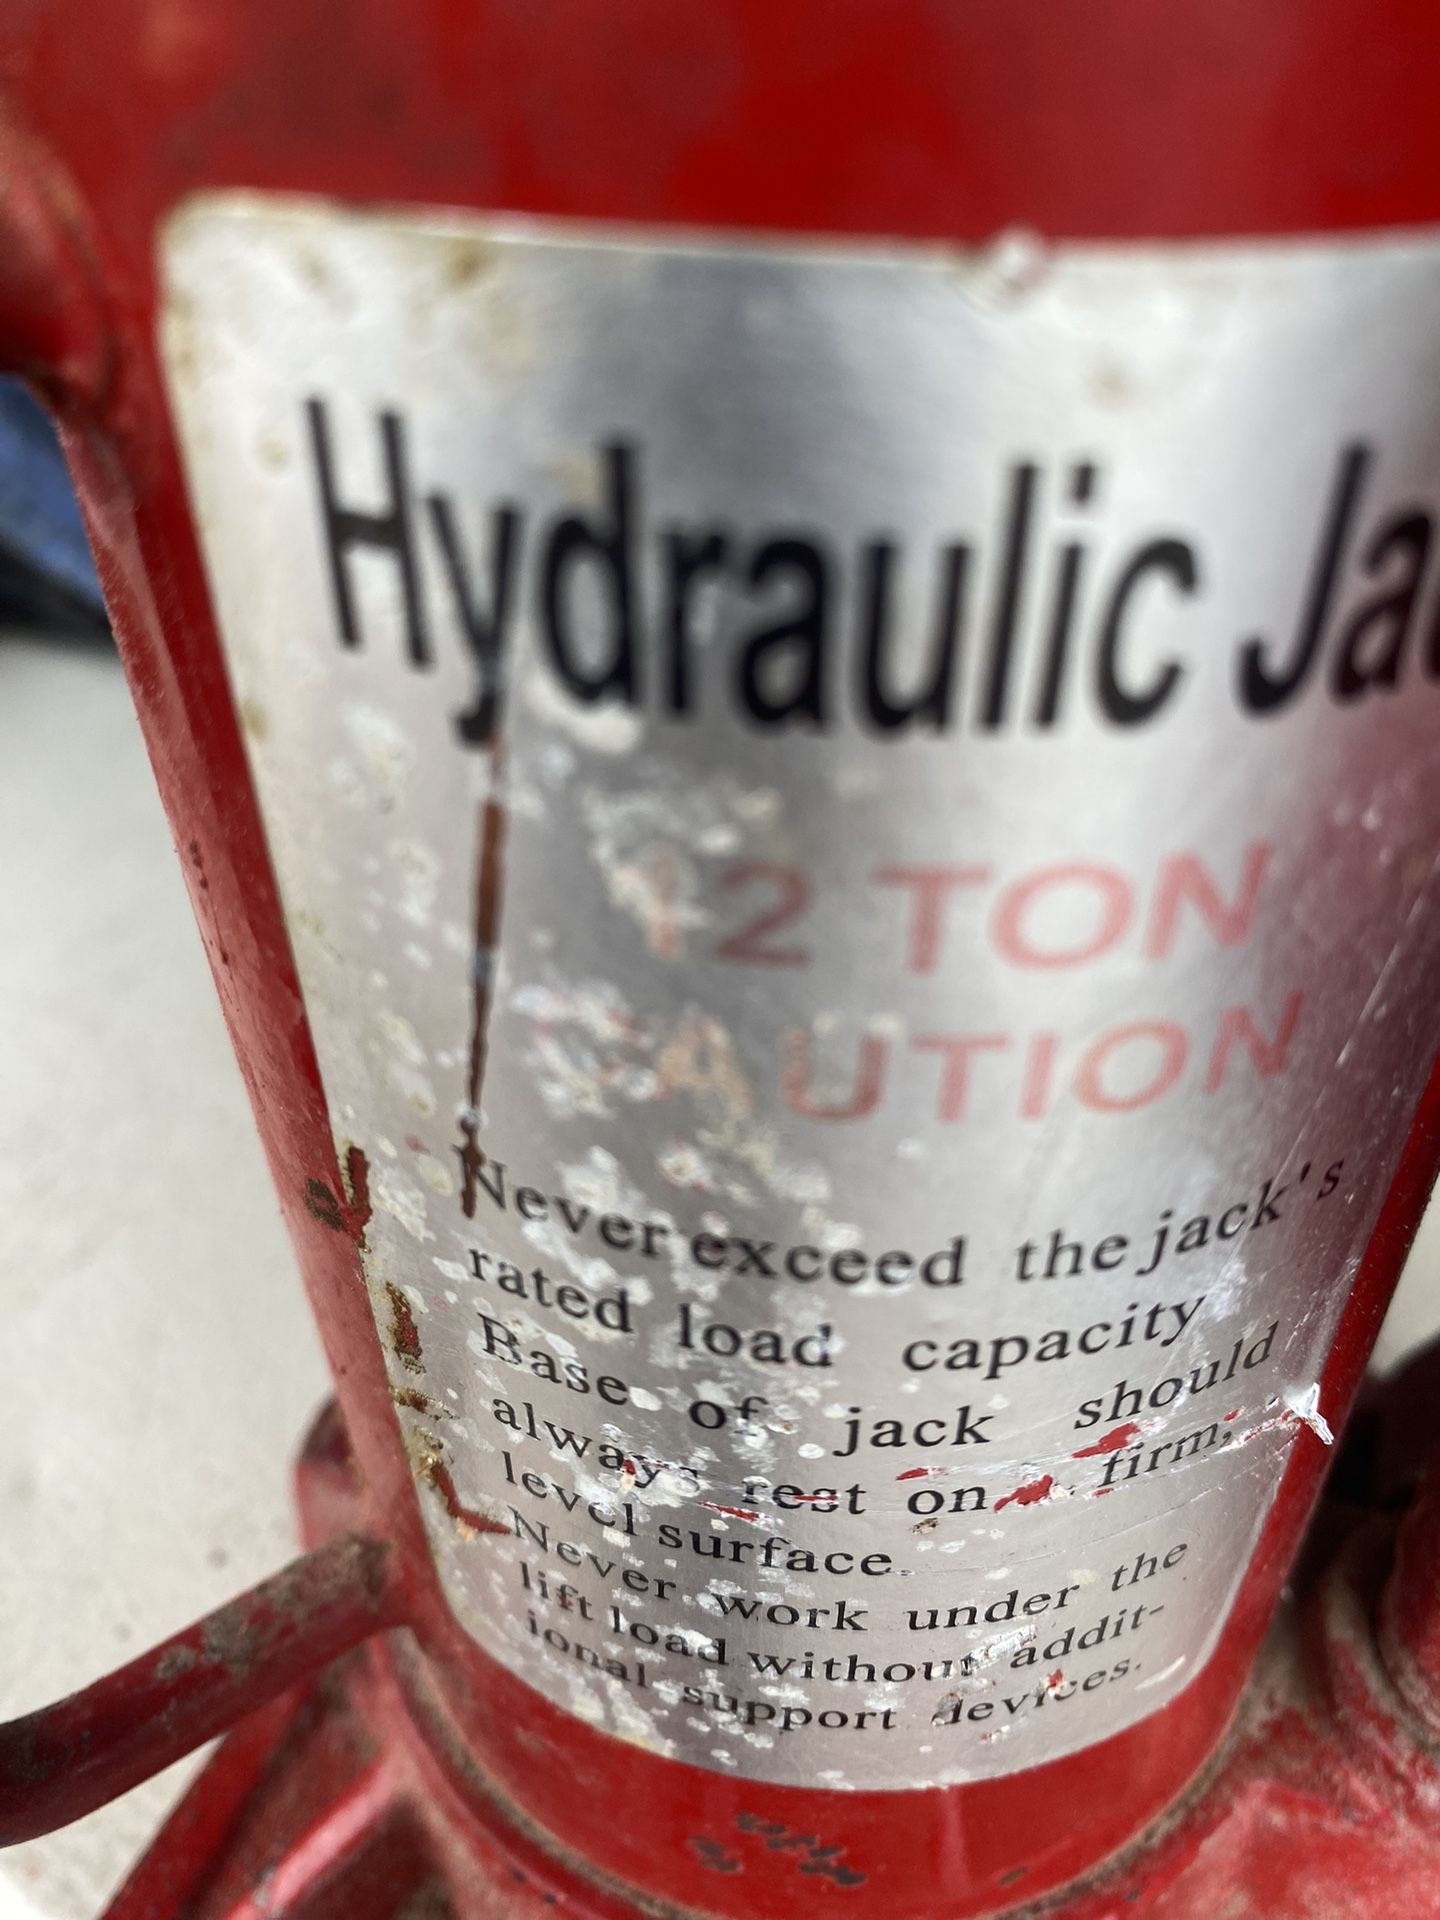 Hydraulic Jac
12 TON
CAUTION
Never exceed the jack's
rated load capacity
Base of jack should
always rest on a firm,
level surface.
Never work under the
lift load without addit-
ional support devices.